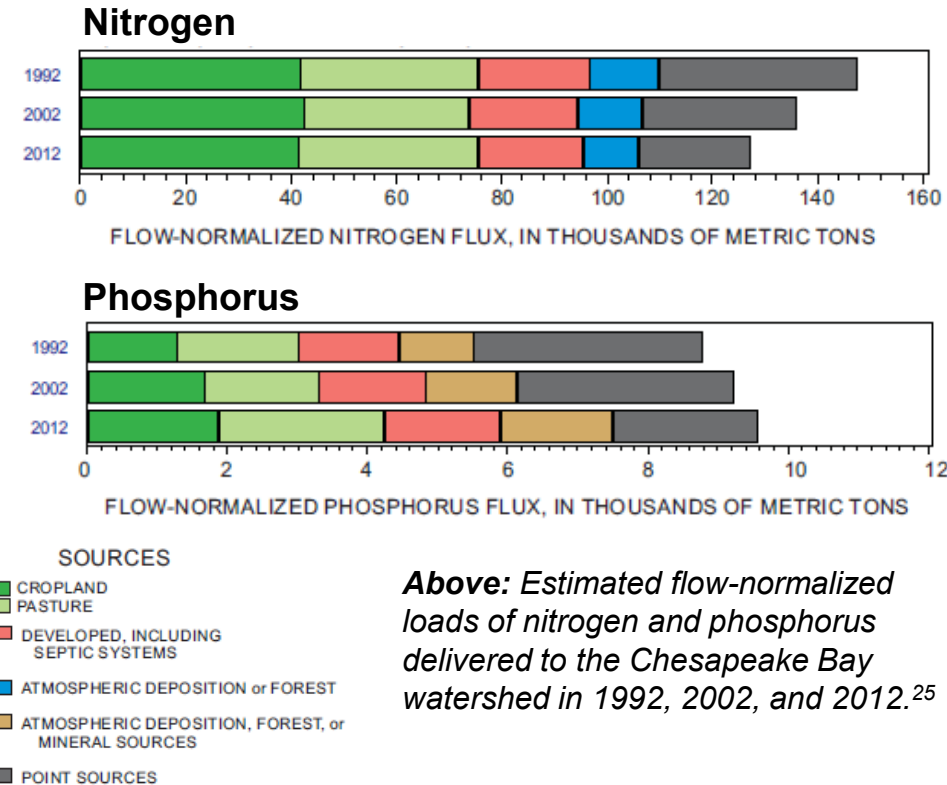 Nitrogen
1992
2002
2012
0 20 40 60 80 100 120 140 160
FLOW-NORMALIZED NITROGEN FLUX, IN THOUSANDS OF METRIC TONS
Phosphorus
1992
2002
2012
0 2 4 6 8 10 12
FLOW-NORMALIZED PHOSPHORUS FLUX, IN THOUSANDS OF METRIC TONS
SOURCES
CROPLAND
PASTURE
DEVELOPED, INCLUDING
SEPTIC SYSTEMS
ATMOSPHERIC DEPOSITION or FOREST
ATMOSPHERIC DEPOSITION, FOREST, or
MINERAL SOURCES
POINT SOURCES
Above: Estimated flow-normalized
loads of nitrogen and phosphorus
delivered to the Chesapeake Bay
watershed in 1992, 2002, and 2012.25